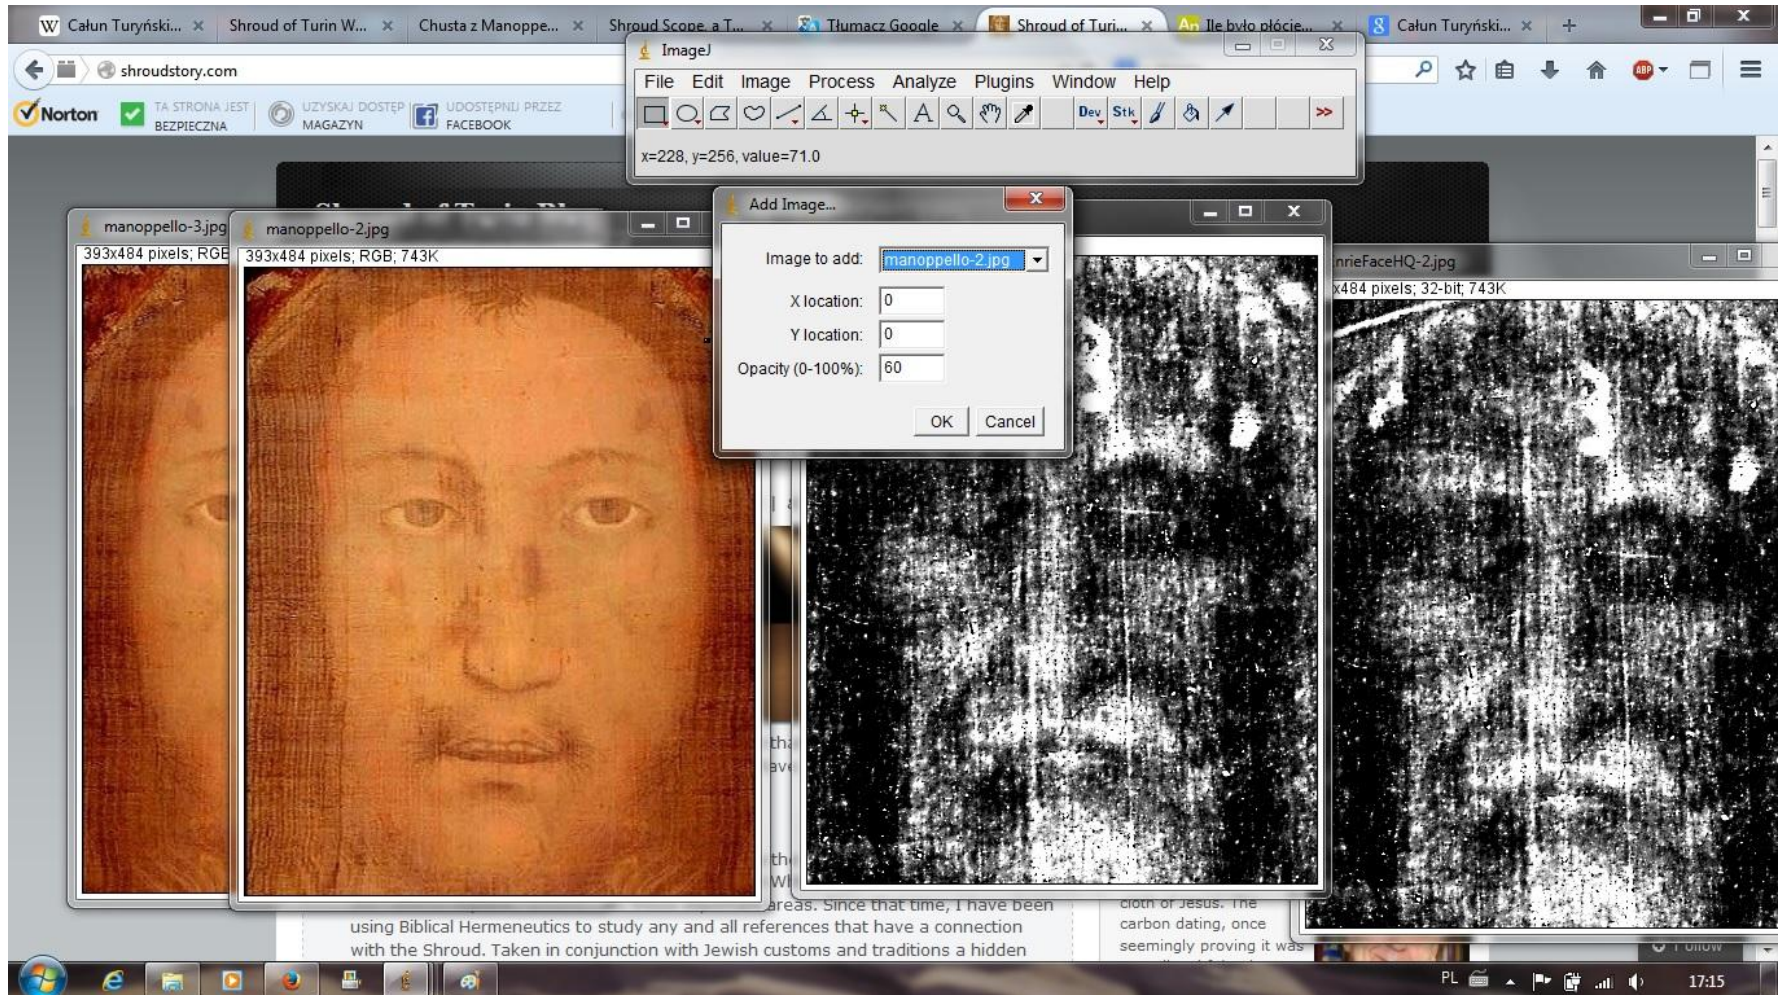 Całun Turyński...
Shroud of Turin W...
Chusta z Manoppe...
Shroud Scope. a T...
Tłumacz Google
Shroud of Turi...
Ile było płócie...
Całun Turyński...
shroudstory.com
Norton
TA STRONA JEST
BEZPIECZNA
UZYSKAJ DOSTĘP
MAGAZYN
UDOSTĘPNIJ PRZEZ
FACEBOOK
ABP
ImageJ
File Edit Image Process Analyze Plugins Window Help
Dev Stk >>
x=228, y=256, value=71.0
manoppello-3.jpg
393x484 pixels; RGB
manoppello-2.jpg
393x484 pixels; RGB; 743K
Add Image...
Image to add: manoppello-2.jpg
X location: 0
Y location: 0
Opacity (0-100%): 60
OK Cancel
nrieFaceHQ-2.jpg
x484 pixels; 32-bit; 743K
areas. Since that time, I have been
using Biblical Hermeneutics to study any and all references that have a connection
with the Shroud. Taken in conjunction with Jewish customs and traditions a hidden
cloth of Jesus. The
carbon dating, once
seemingly proving it was
Follow
PL
17:15